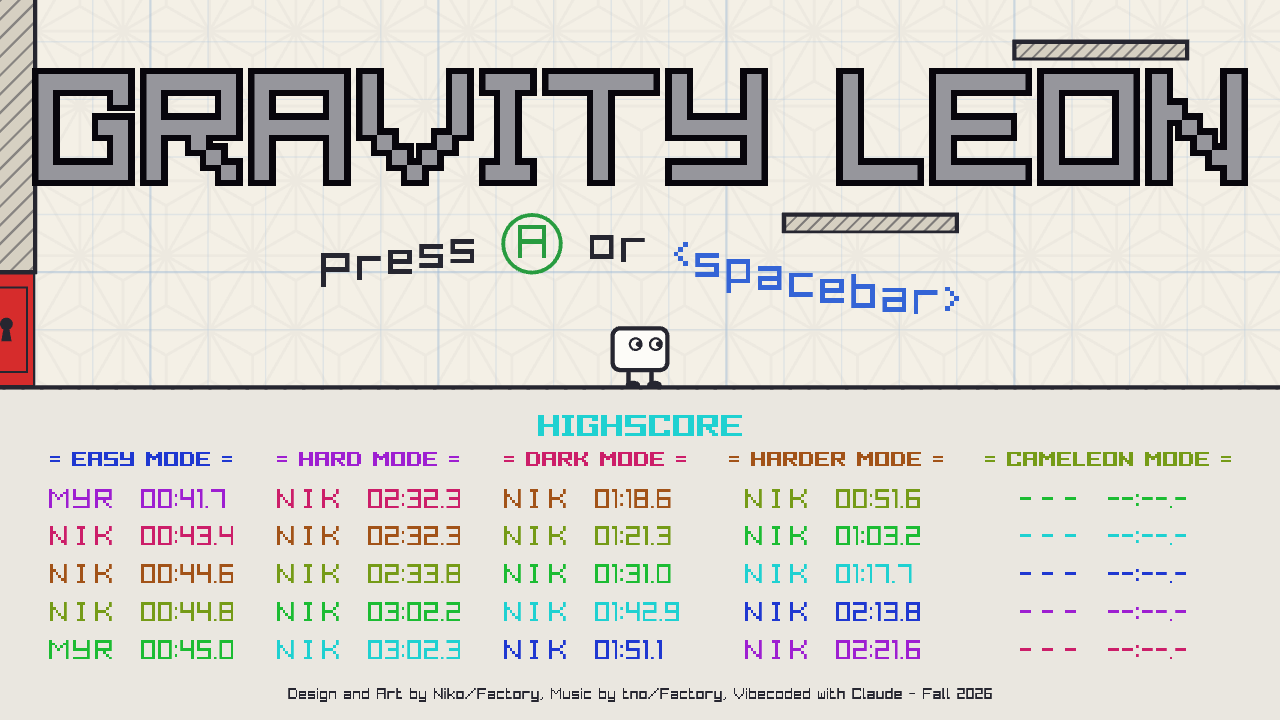 GRAVITY LEON
press A or <spacebar>
HIGHSCORE
= EASY MODE = = HARD MODE = = DARK MODE = = HARDER MODE = = CAMELEON MODE =
MYR 00:41.7 NIK 02:32.3 NIK 01:18.6 NIK 00:51.6 - - - --:--.-
NIK 00:43.4 NIK 02:32.3 NIK 01:21.3 NIK 01:03.2 - - - --:--.-
NIK 00:44.6 NIK 02:33.8 NIK 01:31.0 NIK 01:17.7 - - - --:--.-
NIK 00:44.8 NIK 03:02.2 NIK 01:42.9 NIK 02:13.8 - - - --:--.-
MYR 00:45.0 NIK 03:02.3 NIK 01:51.1 NIK 02:21.6 - - - --:--.-
Design and Art by Niko/Factory, Music by tno/Factory, Vibecoded with Claude - Fall 2026